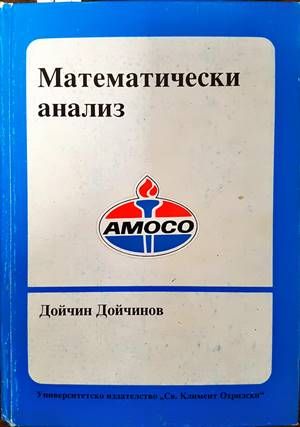 Математически
анализ
AMOCO
Дойчин Дойчинов
Университетско издателство „Св. Климент Охридски“